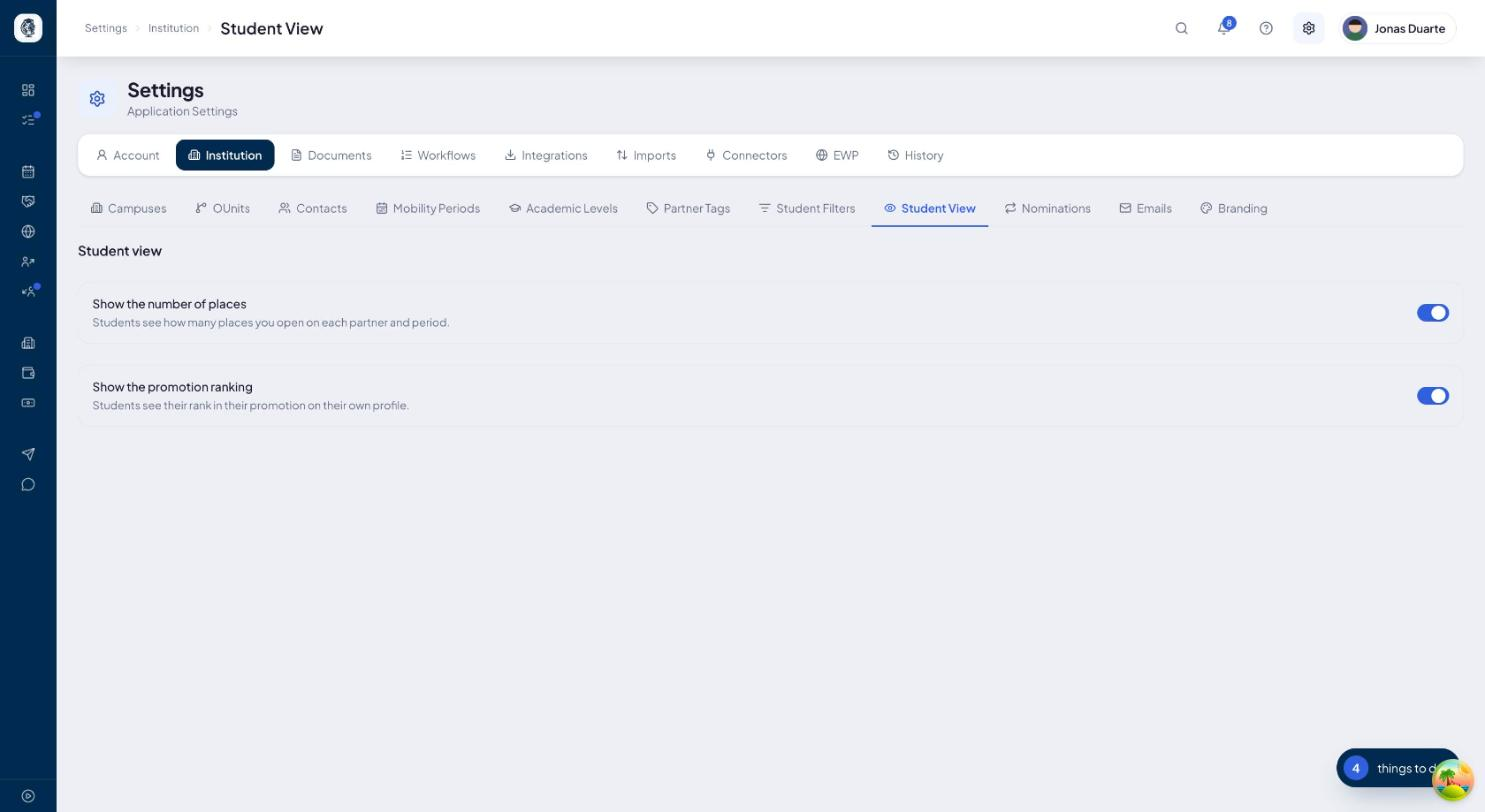 Settings
Institution
Student View
8
Jonas Duarte
Settings
Application Settings
Account
Institution
Documents
Workflows
Integrations
Imports
Connectors
EWP
History
Campuses
OUnits
Contacts
Mobility Periods
Academic Levels
Partner Tags
Student Filters
Student View
Nominations
Emails
Branding
Student view
Show the number of places
Students see how many places you open on each partner and period.
Show the promotion ranking
Students see their rank in their promotion on their own profile.
4 things to